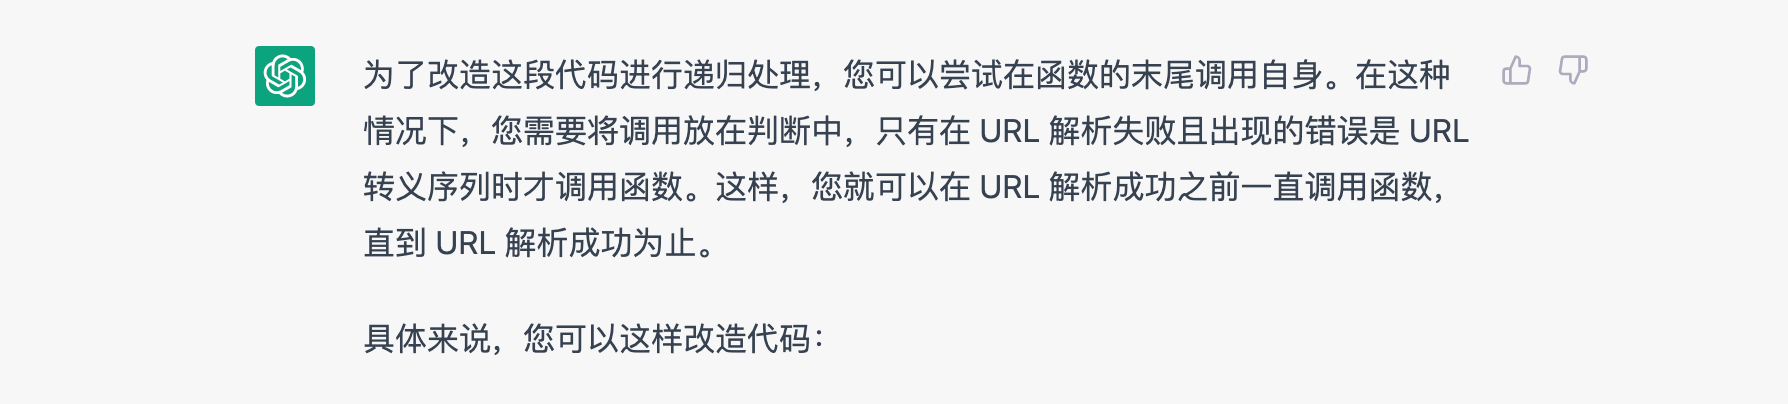 为了改造这段代码进行递归处理，您可以尝试在函数的末尾调用自身。在这种
情况下，您需要将调用放在判断中，只有在 URL 解析失败且出现的错误是 URL
转义序列时才调用函数。这样，您就可以在 URL 解析成功之前一直调用函数，
直到 URL 解析成功为止。
具体来说，您可以这样改造代码：